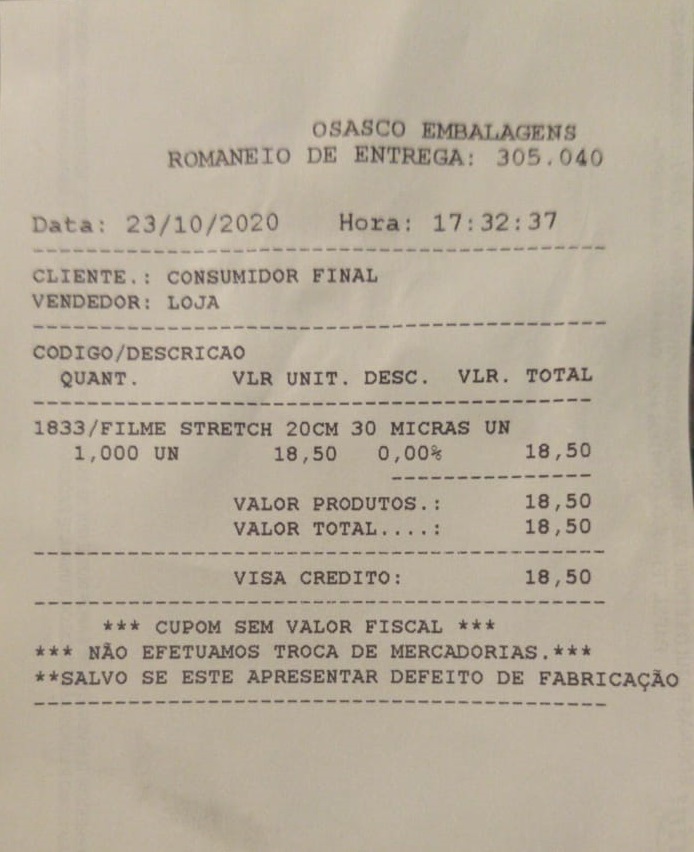 OSASCO EMBALAGENS
ROMANEIO DE ENTREGA: 305.040
Data: 23/10/2020 Hora: 17:32:37
CLIENTE.: CONSUMIDOR FINAL
VENDEDOR: LOJA
CODIGO/DESCRICAO
QUANT. VLR UNIT. DESC. VLR. TOTAL
1833/FILME STRETCH 20CM 30 MICRAS UN
1,000 UN 18,50 0,00% 18,50
VALOR PRODUTOS.: 18,50
VALOR TOTAL....: 18,50
VISA CREDITO: 18,50
*** CUPOM SEM VALOR FISCAL ***
*** NÃO EFETUAMOS TROCA DE MERCADORIAS.***
**SALVO SE ESTE APRESENTAR DEFEITO DE FABRICAÇÃO